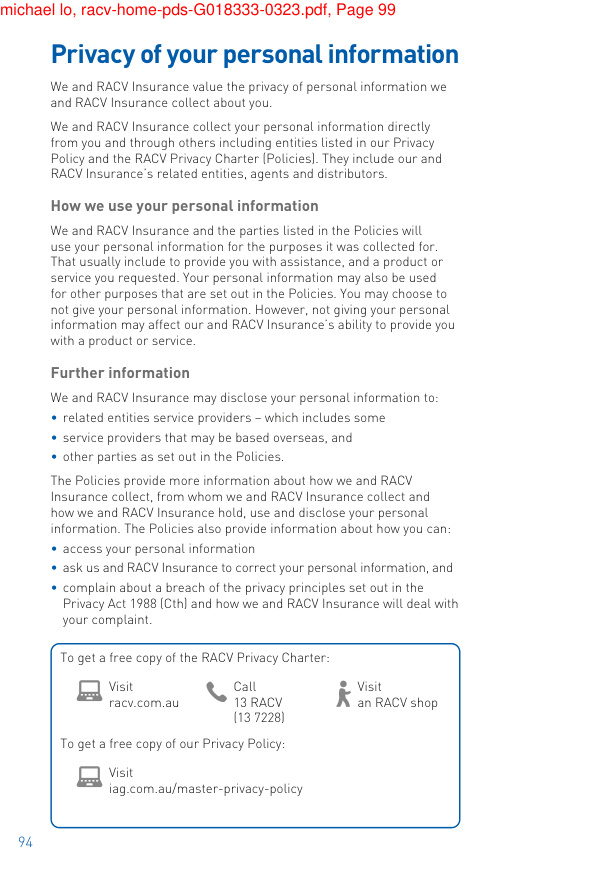 michael lo, racv-home-pds-G018333-0323.pdf, Page 99
Privacy of your personal information
We and RACV Insurance value the privacy of personal information we
and RACV Insurance collect about you.
We and RACV Insurance collect your personal information directly
from you and through others including entities listed in our Privacy
Policy and the RACV Privacy Charter (Policies). They include our and
RACV Insurance's related entities, agents and distributors.
How we use your personal information
We and RACV Insurance and the parties listed in the Policies will
use your personal information for the purposes it was collected for.
That usually include to provide you with assistance, and a product or
service you requested. Your personal information may also be used
for other purposes that are set out in the Policies. You may choose to
not give your personal information. However, not giving your personal
information may affect our and RACV Insurance's ability to provide you
with a product or service.
Further information
We and RACV Insurance may disclose your personal information to:
• related entities service providers – which includes some
• service providers that may be based overseas, and
• other parties as set out in the Policies.
The Policies provide more information about how we and RACV
Insurance collect, from whom we and RACV Insurance collect and
how we and RACV Insurance hold, use and disclose your personal
information. The Policies also provide information about how you can:
• access your personal information
• ask us and RACV Insurance to correct your personal information, and
• complain about a breach of the privacy principles set out in the
Privacy Act 1988 (Cth) and how we and RACV Insurance will deal with
your complaint.
To get a free copy of the RACV Privacy Charter:
Visit
racv.com.au
Call
13 RACV
(13 7228)
Visit
an RACV shop
To get a free copy of our Privacy Policy:
Visit
iag.com.au/master-privacy-policy
94